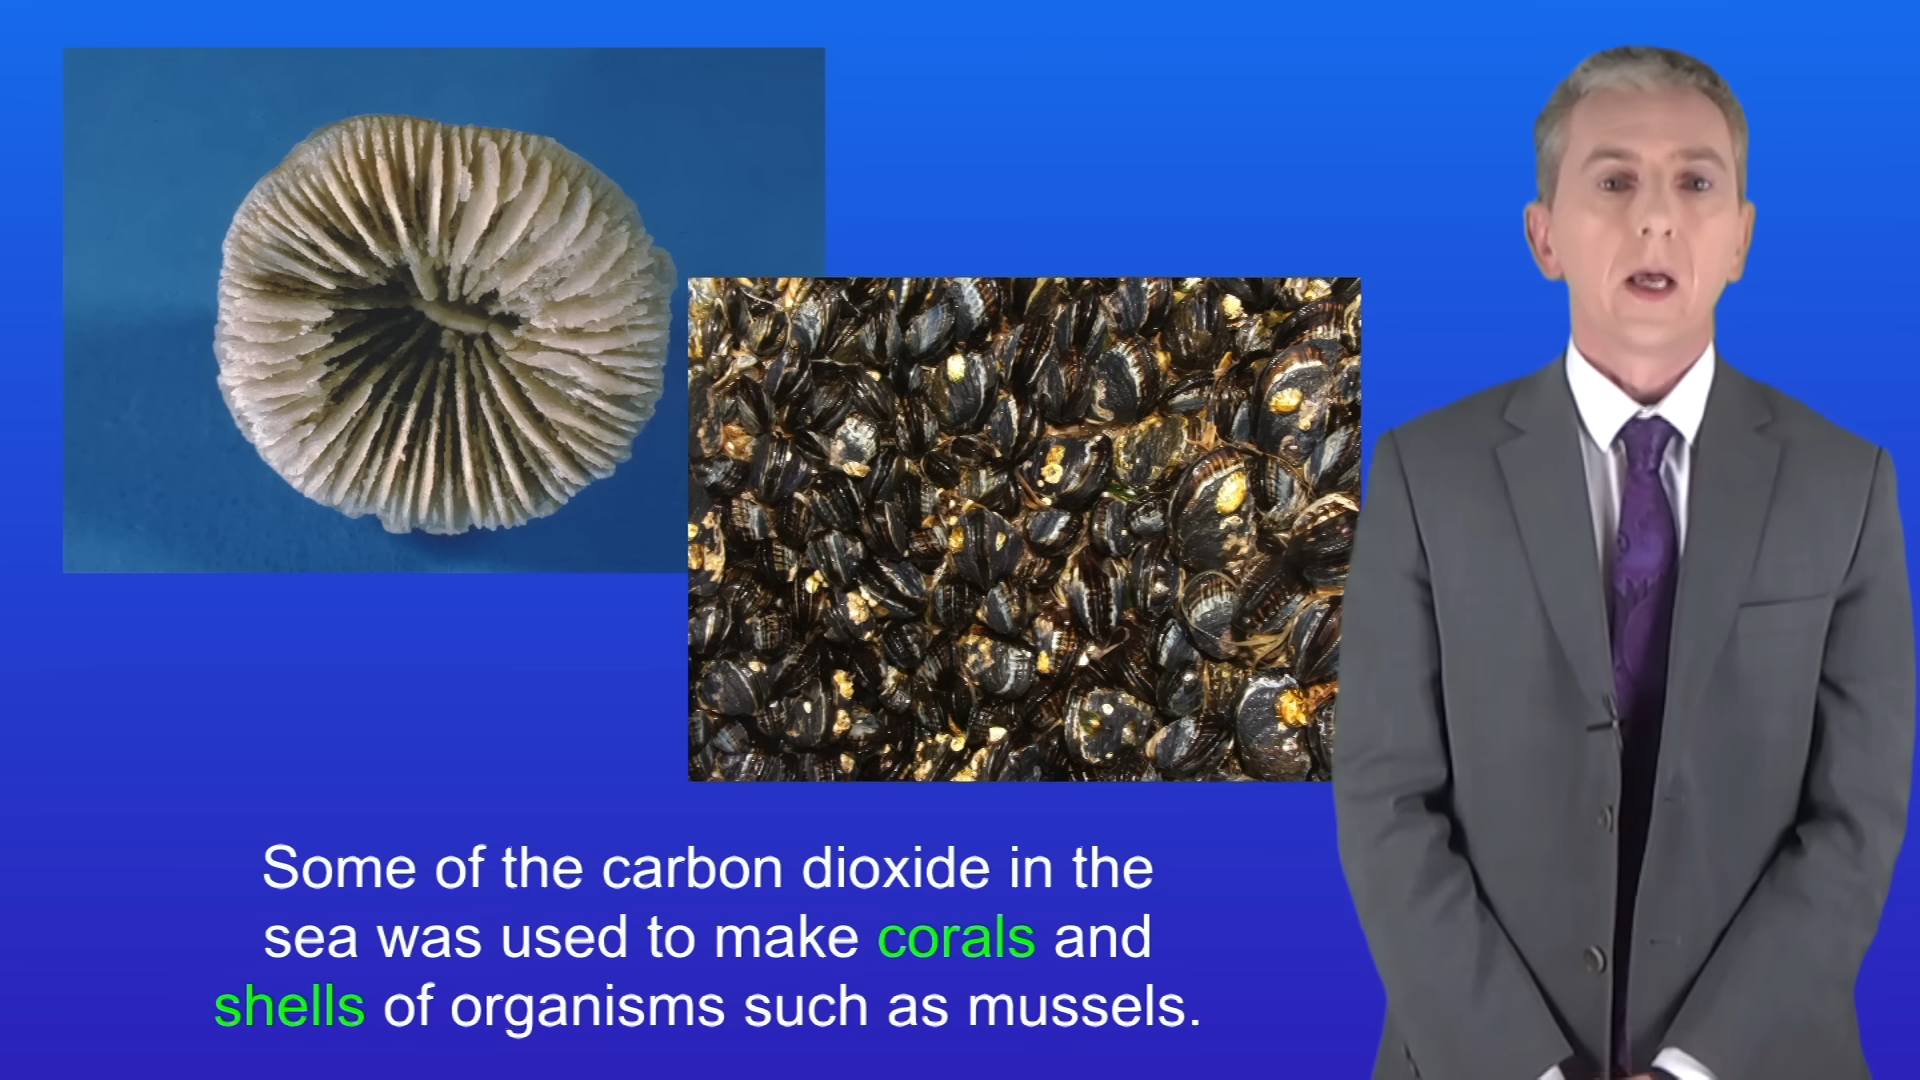 Some of the carbon dioxide in the
sea was used to make corals and
shells of organisms such as mussels.